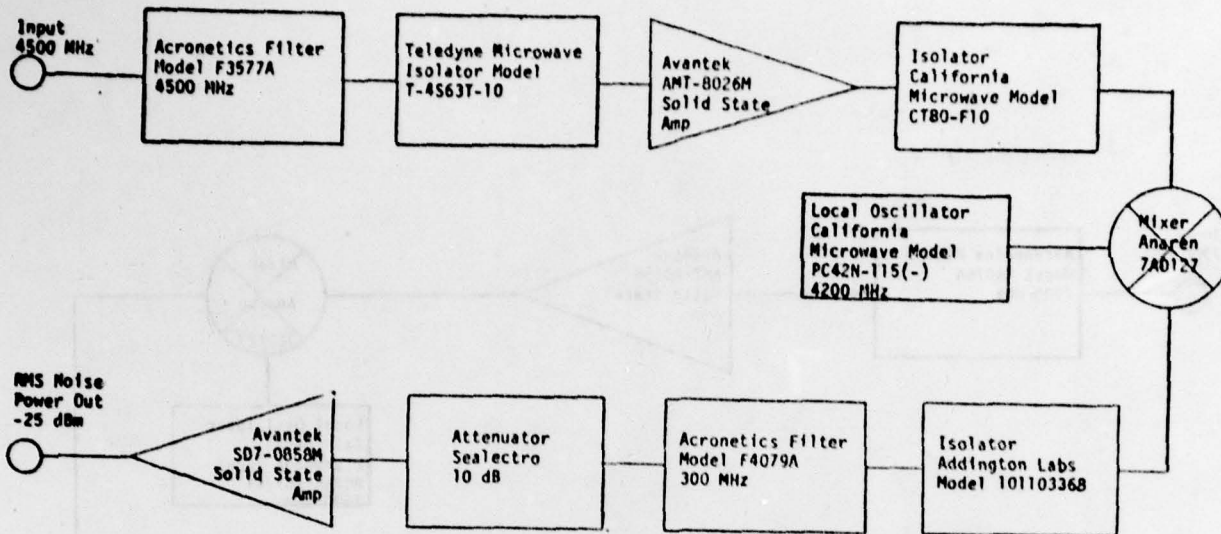 Input
4500 MHz
Acronetics Filter
Model F3577A
4500 MHz
Teledyne Microwave
Isolator Model
T-4S63T-10
Avantek
AMT-8026M
Solid State
Amp
Isolator
California
Microwave Model
CT80-F10
Local Oscillator
California
Microwave Model
PC42N-115(-)
4200 MHz
Mixer
Anaren
7A0127
RMS Noise
Power Out
-25 dBm
Avantek
SD7-0858M
Solid State
Amp
Attenuator
Sealectro
10 dB
Acronetics Filter
Model F4079A
300 MHz
Isolator
Addington Labs
Model 101103368